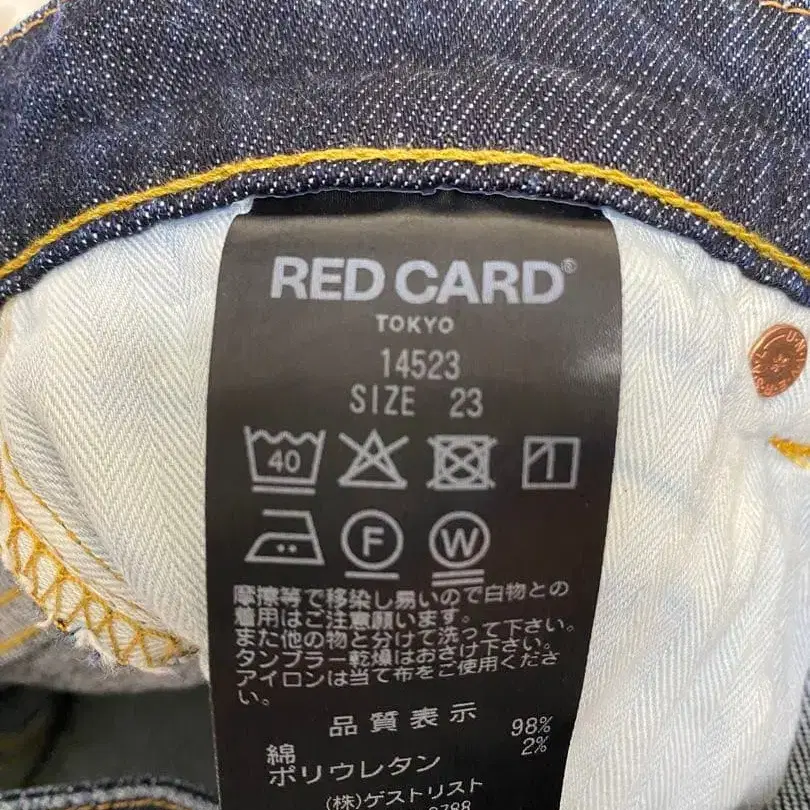 RED CARD®
TOKYO
14523
SIZE 23
40
F W
摩擦等で移染し易いので白物との
着用はご注意願います。
また他の物と分けて洗って下さい。
タンブラー乾燥はおさけ下さい。
アイロンは当て布をご使用くださ
い。
品質表示
綿 98%
ポリウレタン 2%
(株)ゲストリスト